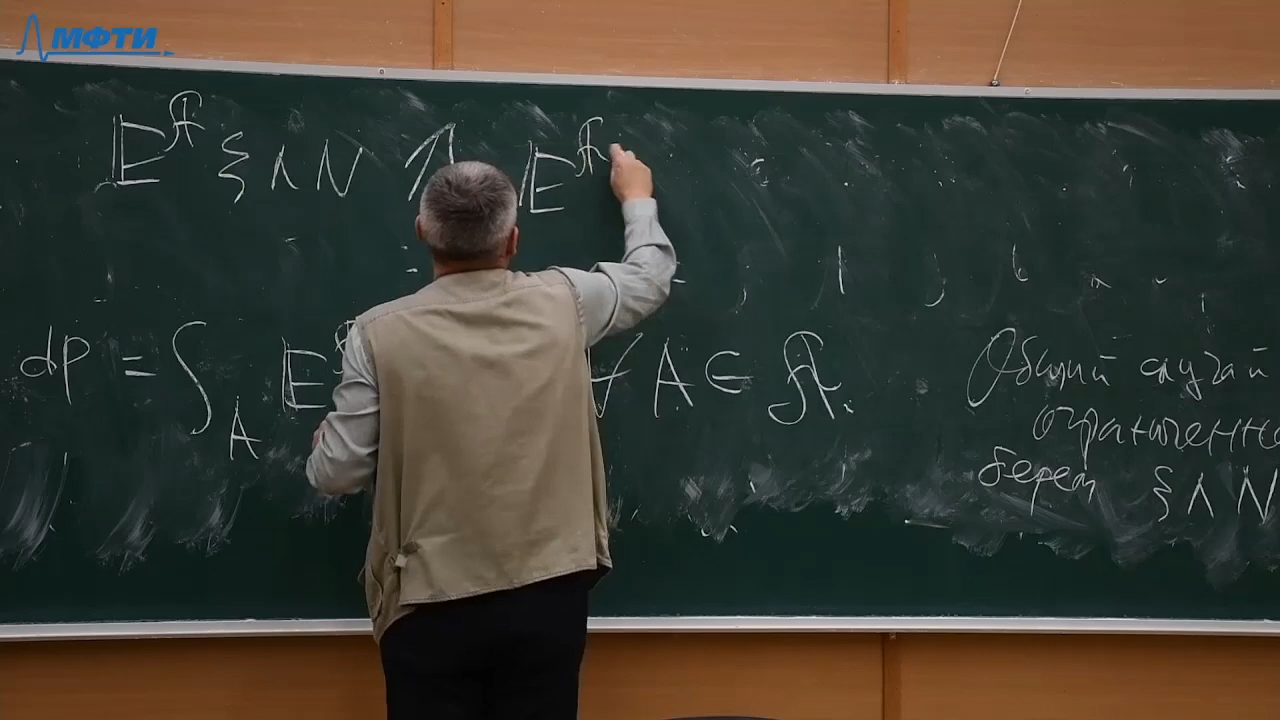 МФТИ
𝔼^𝒜 ξ ∧ N ↑ 𝔼^𝒜
dP = ∫_A 𝔼 ∀ A ∈ 𝒜.
Общий случай
ограниченно
берем ξ ∧ N